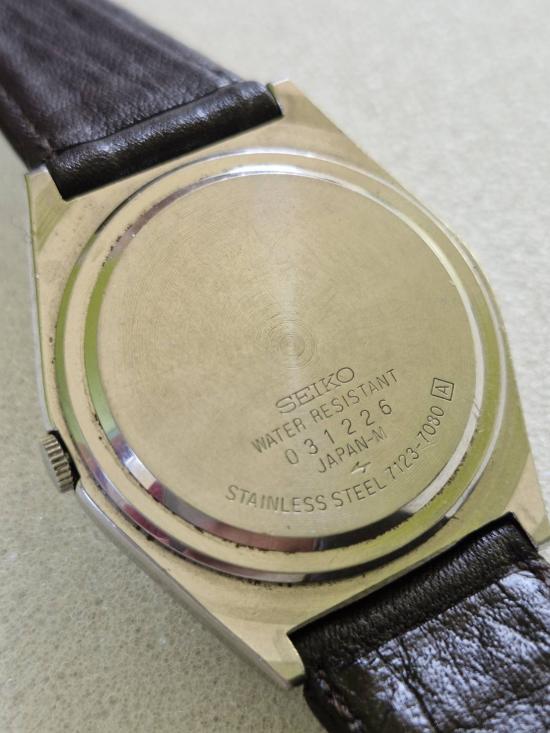 SEIKO
WATER RESISTANT
031226
JAPAN-M
STAINLESS STEEL 7123-7080 A